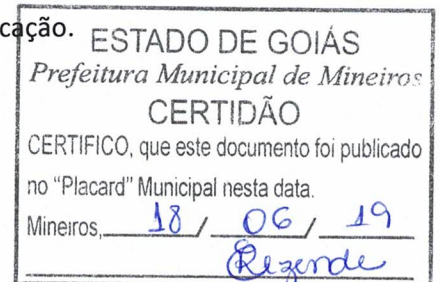 cação.
ESTADO DE GOIÁS
Prefeitura Municipal de Mineiros
CERTIDÃO
CERTIFICO, que este documento foi publicado
no “Placard” Municipal nesta data.
Mineiros, 18 / 06 / 19
Rezende